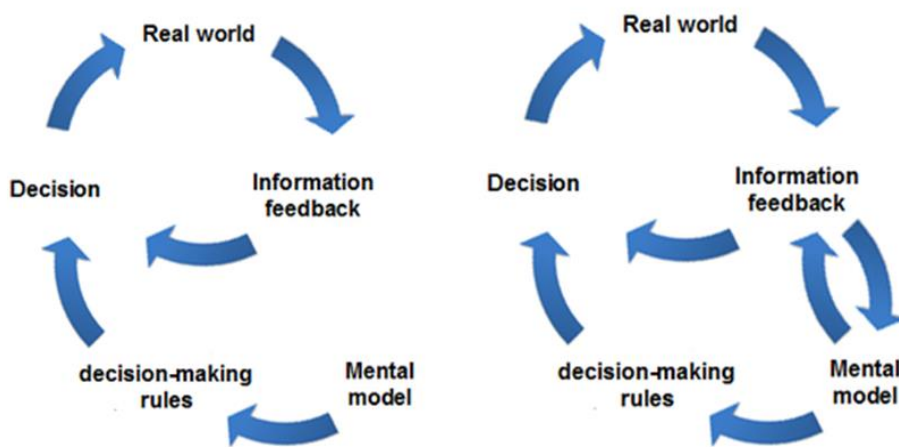 Real world
Decision
Information
feedback
decision-making
rules
Mental
model
Real world
Decision
Information
feedback
decision-making
rules
Mental
model